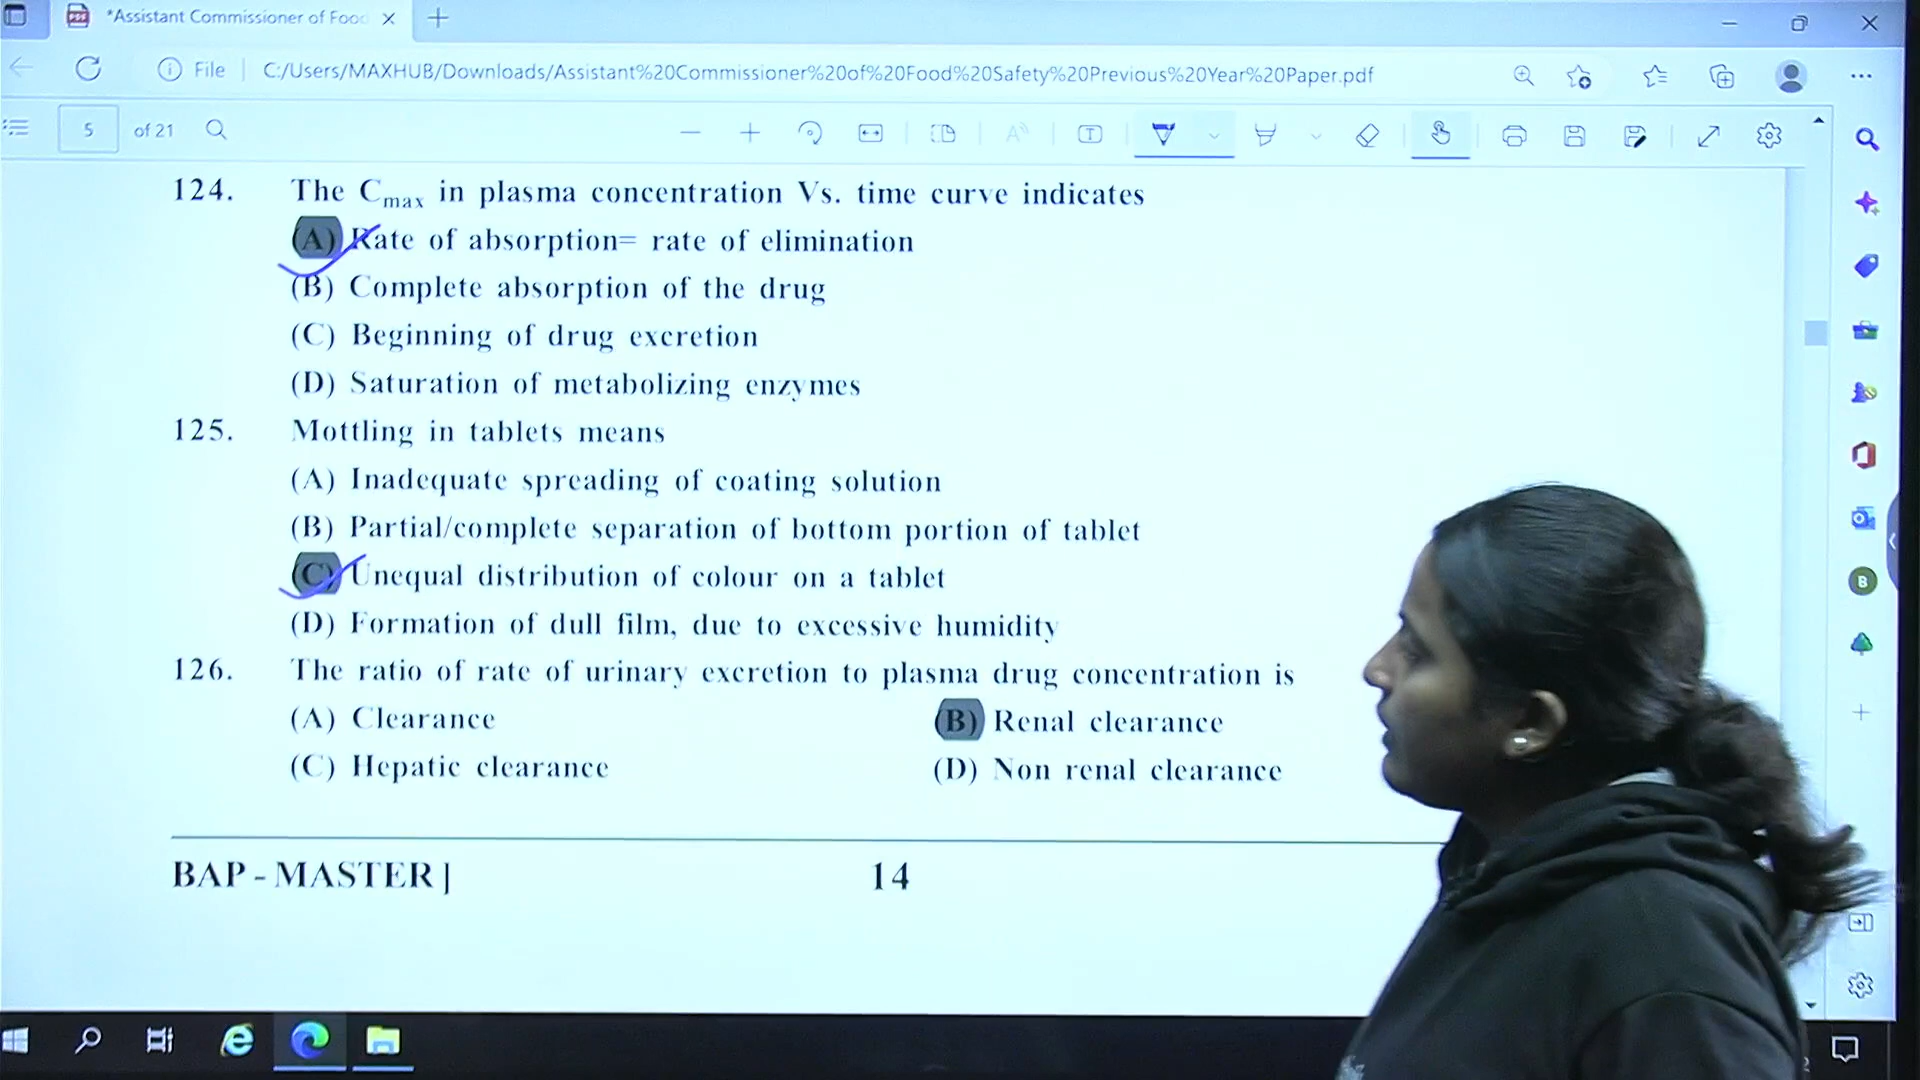 *Assistant Commissioner of Food
File
C:/Users/MAXHUB/Downloads/Assistant%20Commissioner%20of%20Food%20Safety%20Previous%20Year%20Paper.pdf
5 of 21
124. The Cmax in plasma concentration Vs. time curve indicates
(A) Rate of absorption= rate of elimination
(B) Complete absorption of the drug
(C) Beginning of drug excretion
(D) Saturation of metabolizing enzymes
125. Mottling in tablets means
(A) Inadequate spreading of coating solution
(B) Partial/complete separation of bottom portion of tablet
(C) Unequal distribution of colour on a tablet
(D) Formation of dull film, due to excessive humidity
126. The ratio of rate of urinary excretion to plasma drug concentration is
(A) Clearance (B) Renal clearance
(C) Hepatic clearance (D) Non renal clearance
BAP - MASTER ] 14